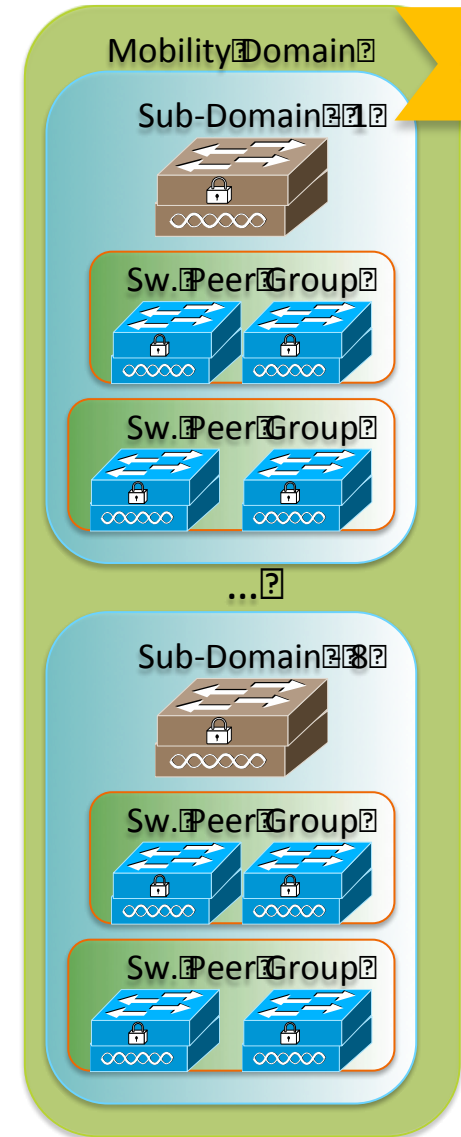 Mobility Domain
Sub-Domain - 1
Sw. Peer Group
Sw. Peer Group
...
Sub-Domain - 8
Sw. Peer Group
Sw. Peer Group